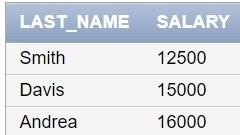 LAST_NAME SALARY
Smith 12500
Davis 15000
Andrea 16000